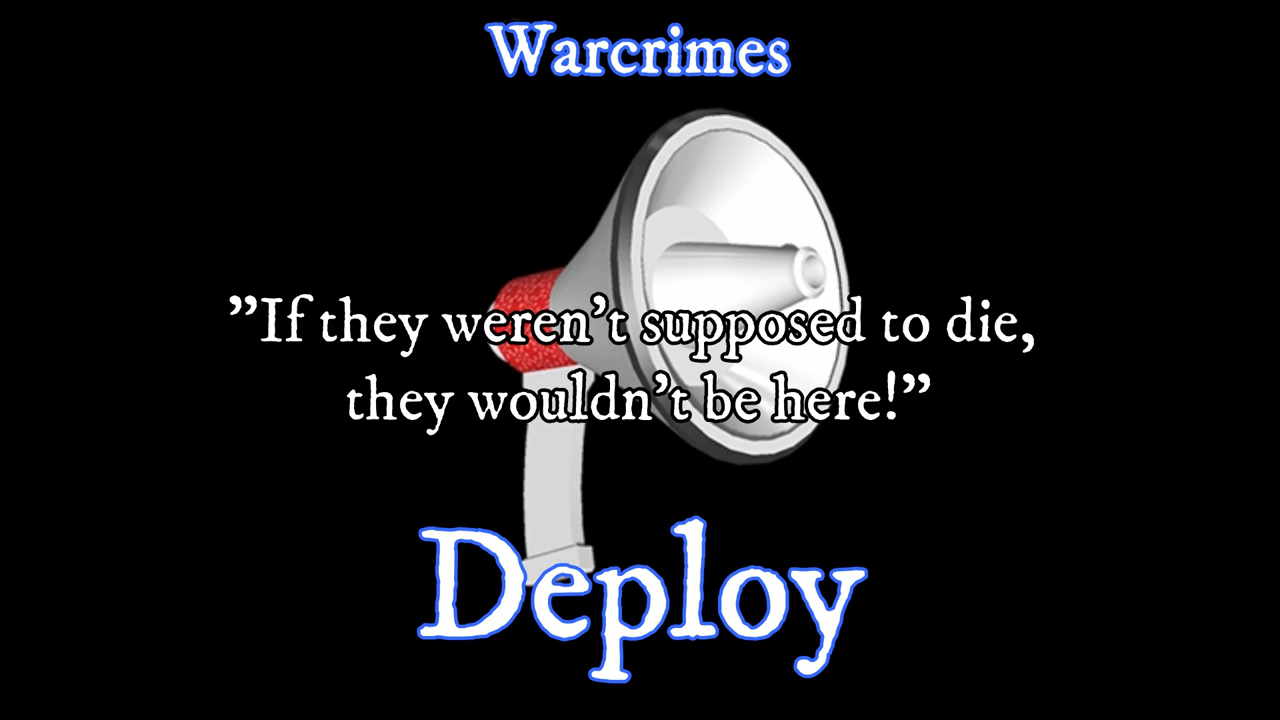 Warcrimes
”If they weren’t supposed to die,
they wouldn’t be here!”
Deploy